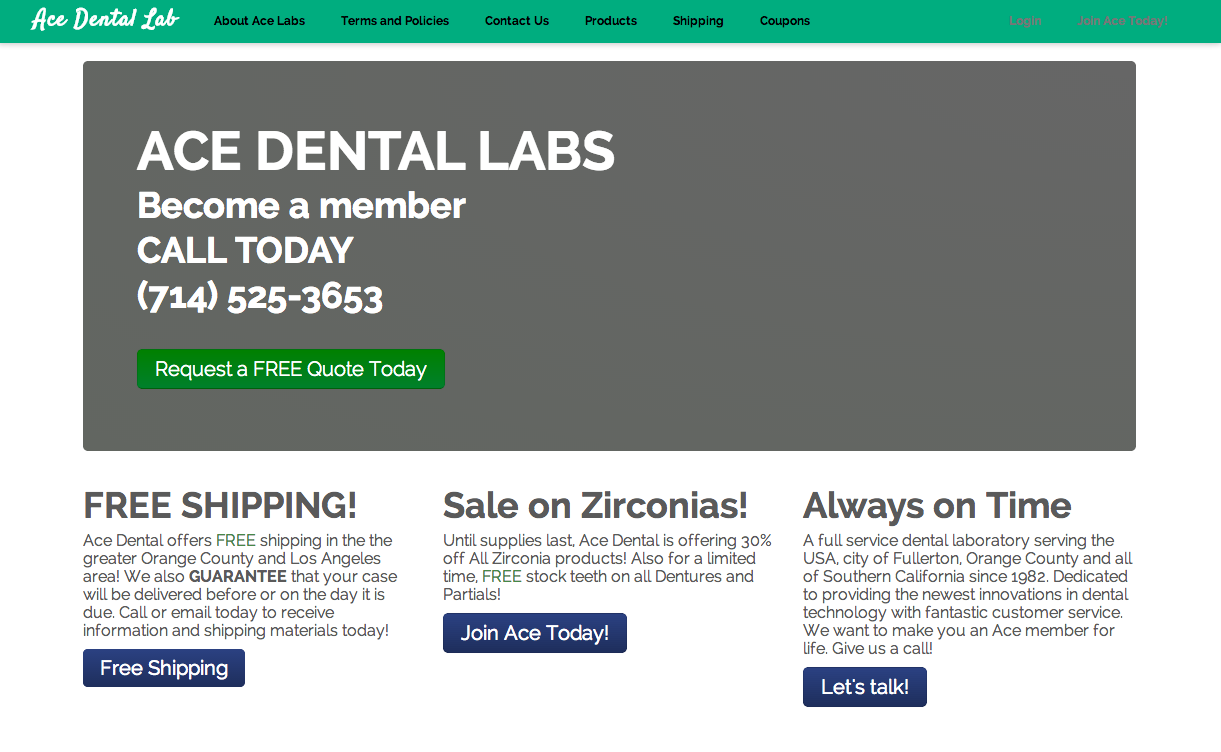 Ace Dental Lab About Ace Labs Terms and Policies Contact Us Products Shipping Coupons Login Join Ace Today!
ACE DENTAL LABS
Become a member
CALL TODAY
(714) 525-3653
Request a FREE Quote Today
FREE SHIPPING!
Ace Dental offers FREE shipping in the the
greater Orange County and Los Angeles
area! We also GUARANTEE that your case
will be delivered before or on the day it is
due. Call or email today to receive
information and shipping materials today!
Free Shipping
Sale on Zirconias!
Until supplies last, Ace Dental is offering 30%
off All Zirconia products! Also for a limited
time, FREE stock teeth on all Dentures and
Partials!
Join Ace Today!
Always on Time
A full service dental laboratory serving the
USA, city of Fullerton, Orange County and all
of Southern California since 1982. Dedicated
to providing the newest innovations in dental
technology with fantastic customer service.
We want to make you an Ace member for
life. Give us a call!
Let's talk!